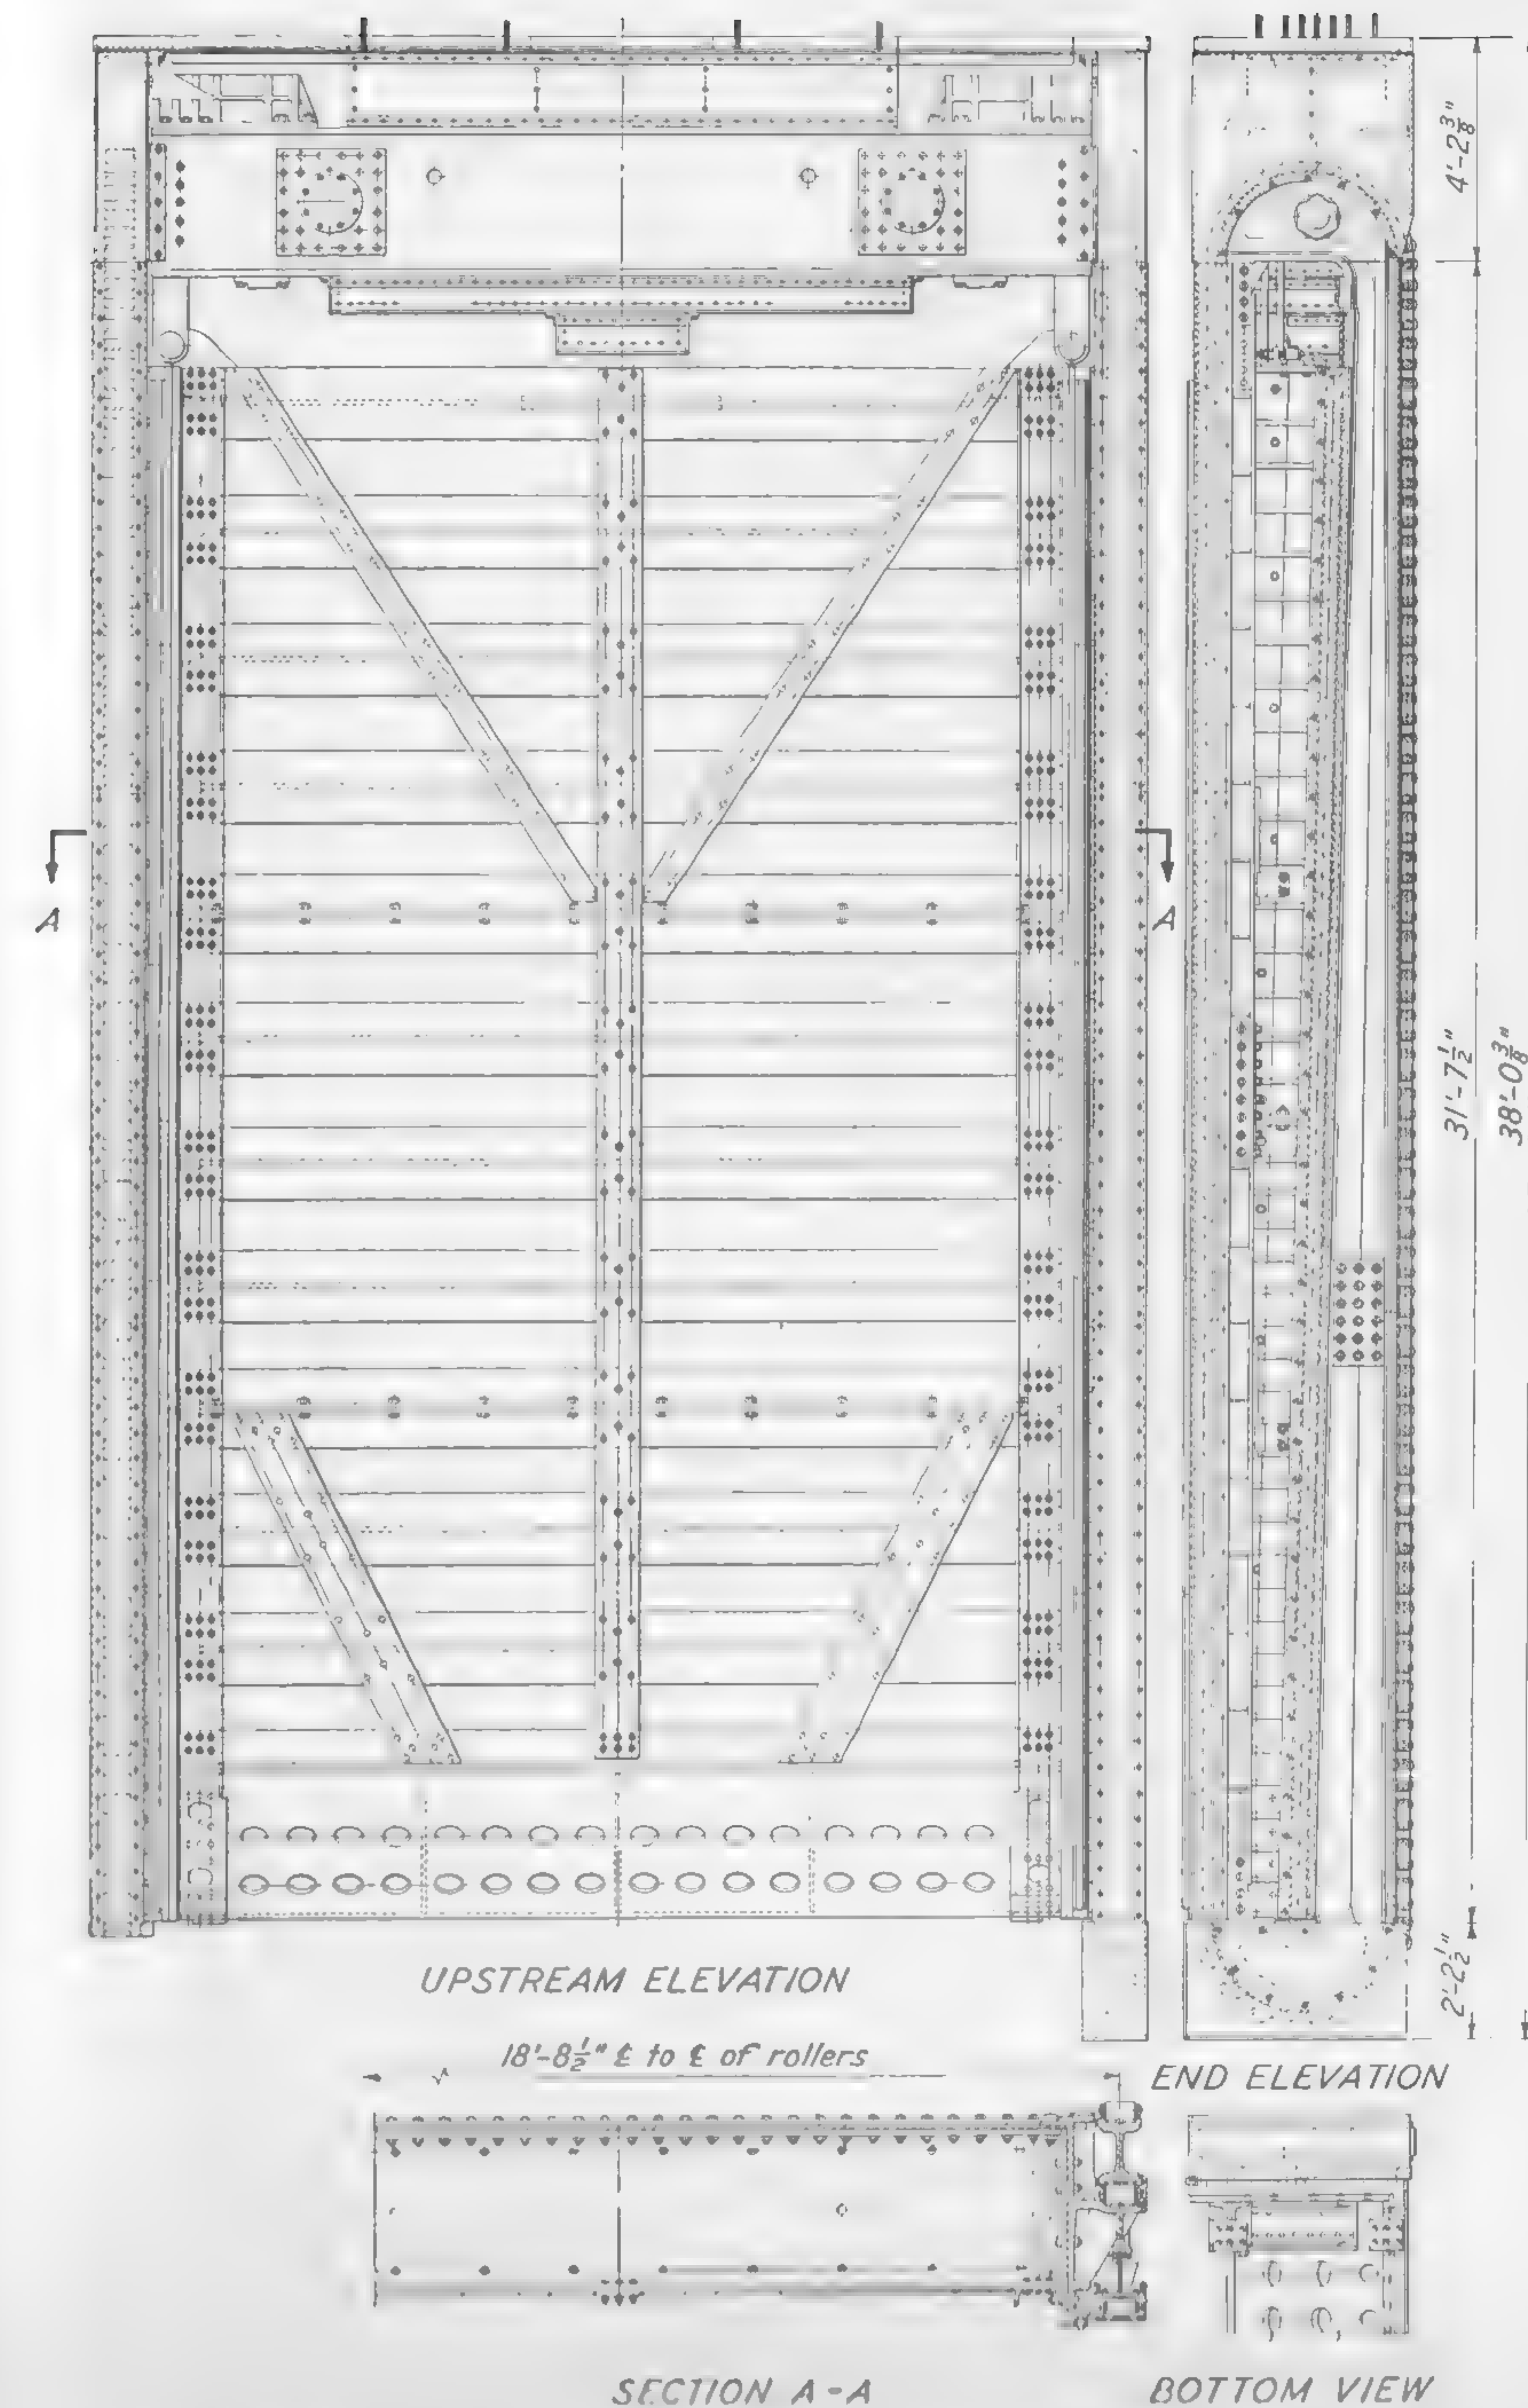 4'-2 3/8"
A
A
31'-7 1/2"
38'-0 3/8"
2'-2 1/2"
UPSTREAM ELEVATION
18'-8 1/2" ℄ to ℄ of rollers
END ELEVATION
SECTION A-A
BOTTOM VIEW